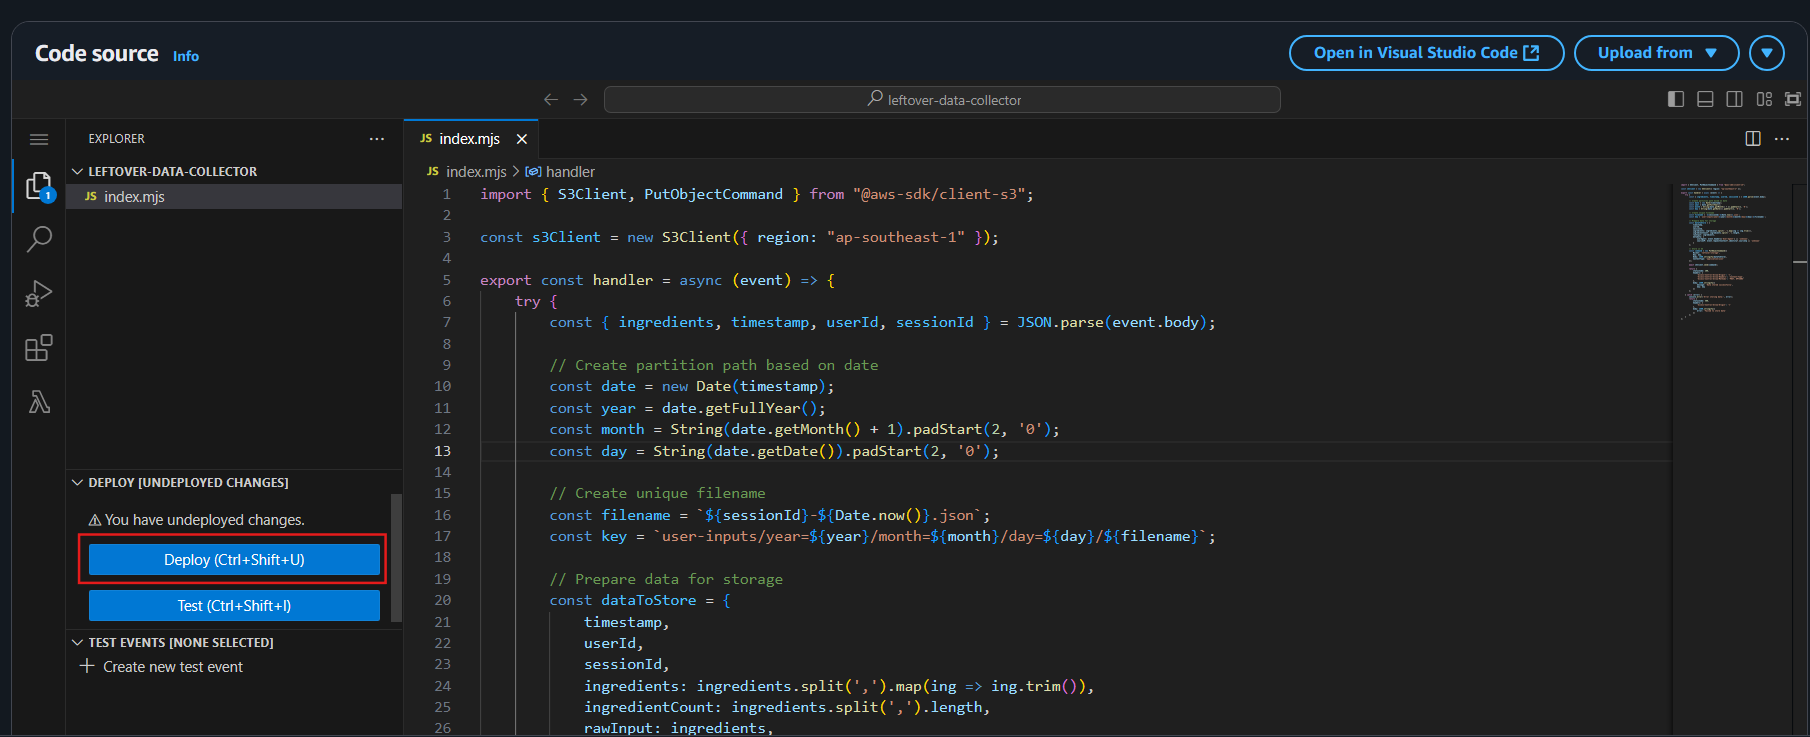 Code source Info
Open in Visual Studio Code
Upload from
leftover-data-collector
EXPLORER
LEFTOVER-DATA-COLLECTOR
JS index.mjs
1
DEPLOY [UNDEPLOYED CHANGES]
You have undeployed changes.
Deploy (Ctrl+Shift+U)
Test (Ctrl+Shift+I)
TEST EVENTS [NONE SELECTED]
Create new test event
JS index.mjs
JS index.mjs > handler
1 import { S3Client, PutObjectCommand } from "@aws-sdk/client-s3";
2
3 const s3Client = new S3Client({ region: "ap-southeast-1" });
4
5 export const handler = async (event) => {
6 try {
7 const { ingredients, timestamp, userId, sessionId } = JSON.parse(event.body);
8
9 // Create partition path based on date
10 const date = new Date(timestamp);
11 const year = date.getFullYear();
12 const month = String(date.getMonth() + 1).padStart(2, '0');
13 const day = String(date.getDate()).padStart(2, '0');
14
15 // Create unique filename
16 const filename = `${sessionId}-${Date.now()}.json`;
17 const key = `user-inputs/year=${year}/month=${month}/day=${day}/${filename}`;
18
19 // Prepare data for storage
20 const dataToStore = {
21 timestamp,
22 userId,
23 sessionId,
24 ingredients: ingredients.split(',').map(ing => ing.trim()),
25 ingredientCount: ingredients.split(',').length,
26 rawInput: ingredients,